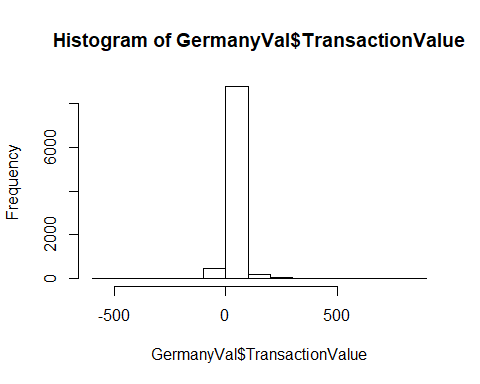 Histogram of GermanyVal$TransactionValue
Frequency
6000
2000
0
-500 0 500
GermanyVal$TransactionValue